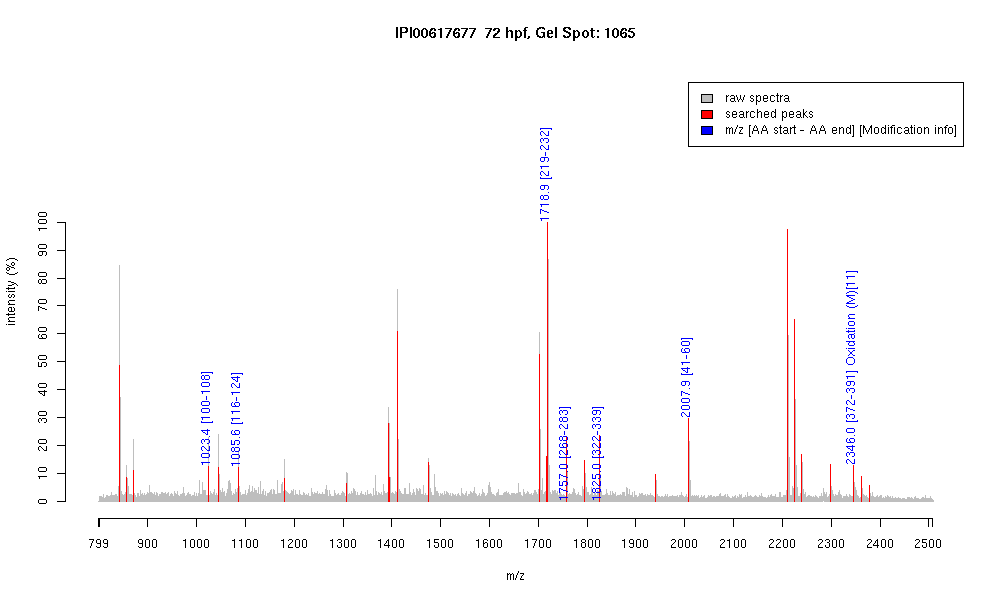 IPI00617677 72 hpf, Gel Spot: 1065
raw spectra
searched peaks
m/z [AA start - AA end] [Modification info]
intensity (%)
100
90
80
70
60
50
40
30
20
10
0
1023.4 [100-108]
1085.6 [116-124]
1718.9 [219-232]
1757.0 [268-283]
1825.0 [322-339]
2007.9 [41-60]
2346.0 [372-391] Oxidation (M)[11]
799 900 1000 1100 1200 1300 1400 1500 1600 1700 1800 1900 2000 2100 2200 2300 2400 2500
m/z